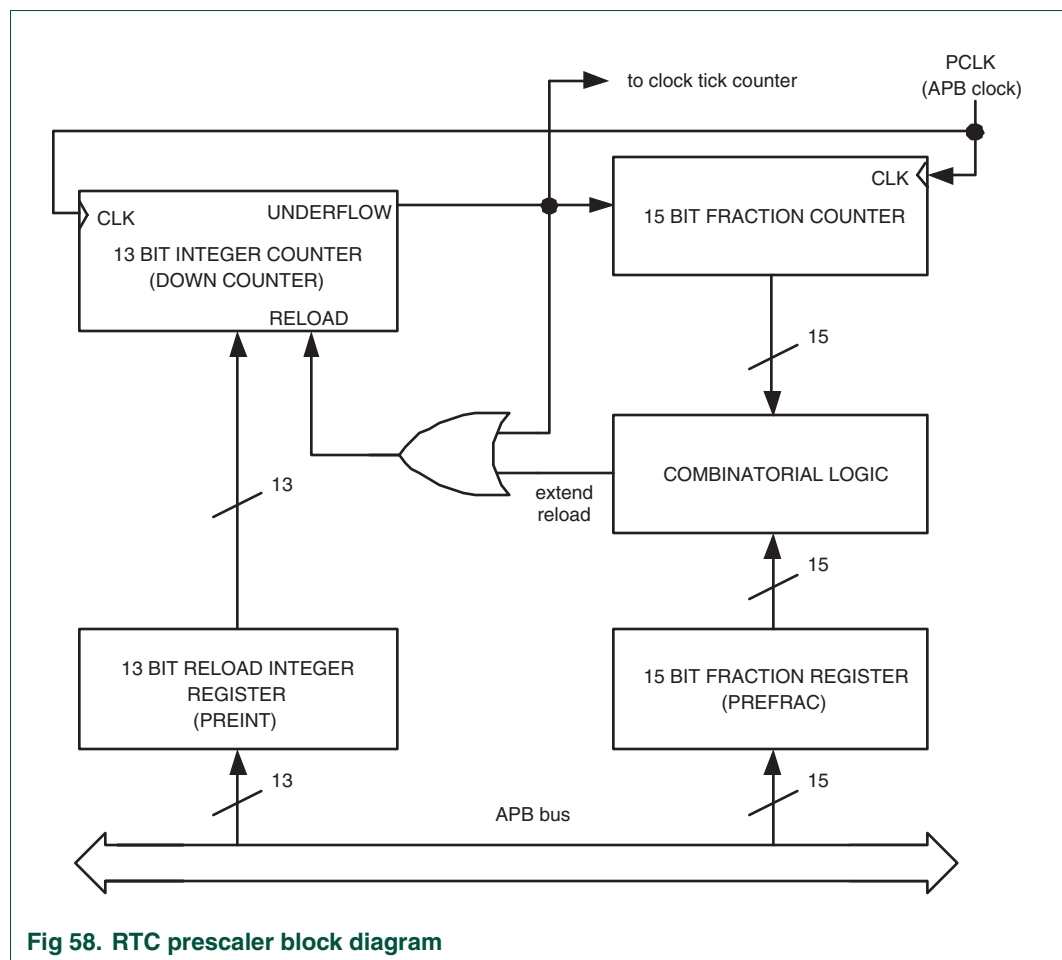 PCLK
(APB clock)
to clock tick counter
CLK
UNDERFLOW
13 BIT INTEGER COUNTER
(DOWN COUNTER)
RELOAD
CLK
15 BIT FRACTION COUNTER
15
COMBINATORIAL LOGIC
extend
reload
13
15
13 BIT RELOAD INTEGER
REGISTER
(PREINT)
15 BIT FRACTION REGISTER
(PREFRAC)
13
15
APB bus
Fig 58. RTC prescaler block diagram